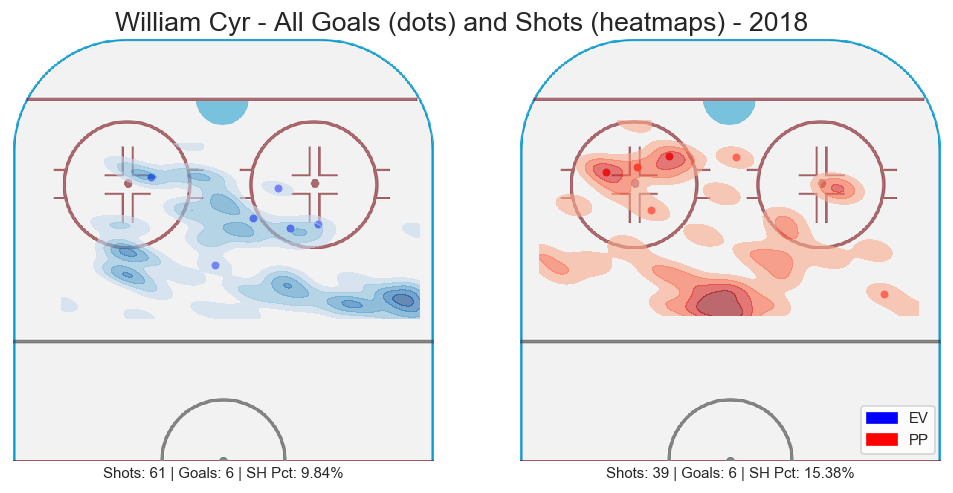 William Cyr - All Goals (dots) and Shots (heatmaps) - 2018
EV
PP
Shots: 61 | Goals: 6 | SH Pct: 9.84%
Shots: 39 | Goals: 6 | SH Pct: 15.38%